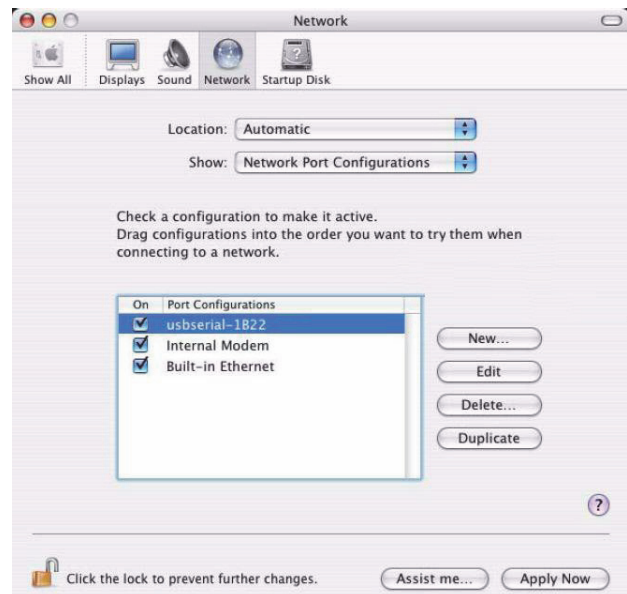 Network
Show All Displays Sound Network Startup Disk
Location: Automatic
Show: Network Port Configurations
Check a configuration to make it active.
Drag configurations into the order you want to try them when
connecting to a network.
On Port Configurations
usbserial-1B22
Internal Modem
Built-in Ethernet
New...
Edit
Delete...
Duplicate
?
Click the lock to prevent further changes. Assist me... Apply Now